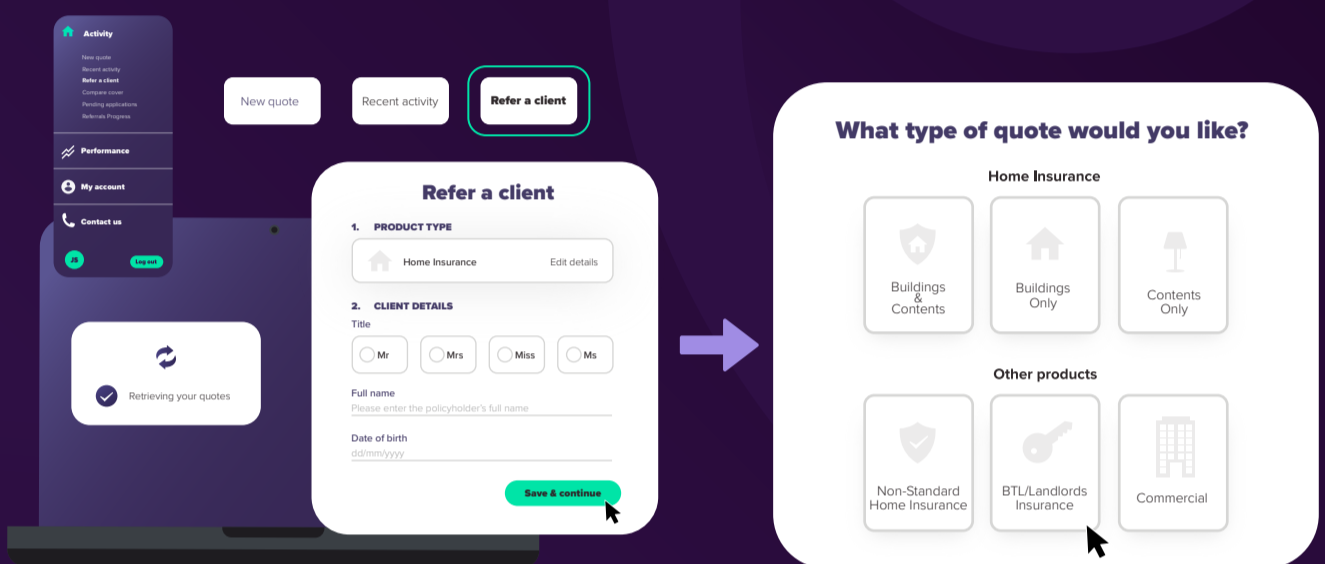 Activity
New quote
Recent activity
Refer a client
Compare cover
Pending applications
Referrals Progress
Performance
My account
Contact us
JS
Log out
New quote
Recent activity
Refer a client
Retrieving your quotes
Refer a client
1. PRODUCT TYPE
Home Insurance Edit details
2. CLIENT DETAILS
Title
Mr Mrs Miss Ms
Full name
Please enter the policyholder's full name
Date of birth
dd/mm/yyyy
Save & continue
What type of quote would you like?
Home Insurance
Buildings
&
Contents
Buildings
Only
Contents
Only
Other products
Non-Standard
Home Insurance
BTL/Landlords
Insurance
Commercial